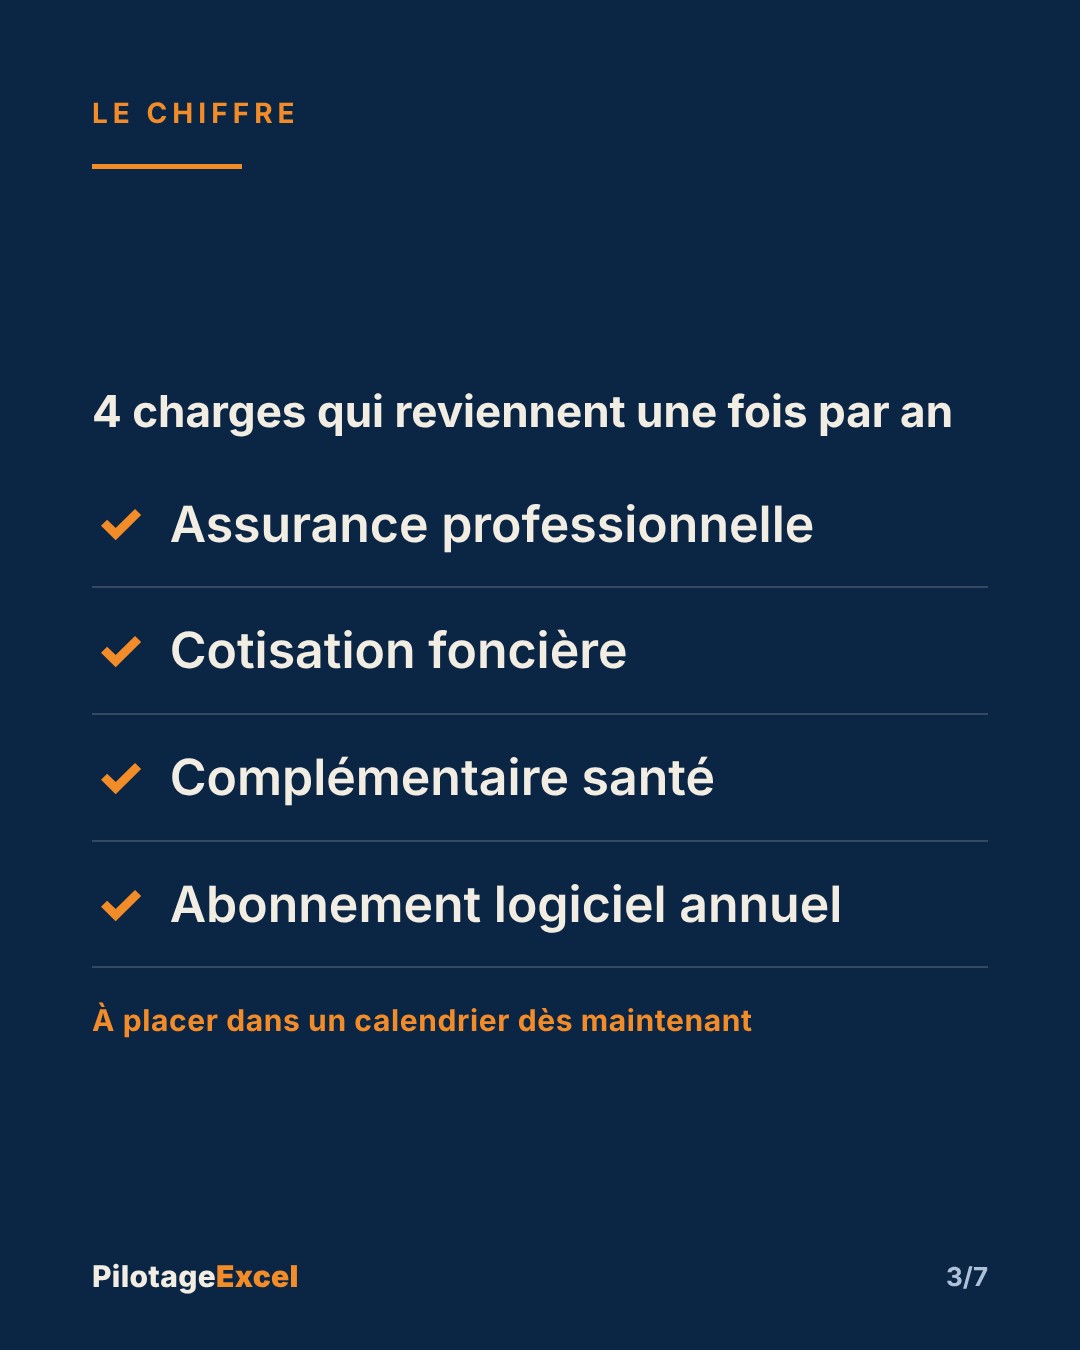 LE CHIFFRE
4 charges qui reviennent une fois par an
Assurance professionnelle
Cotisation foncière
Complémentaire santé
Abonnement logiciel annuel
À placer dans un calendrier dès maintenant
PilotageExcel
3/7